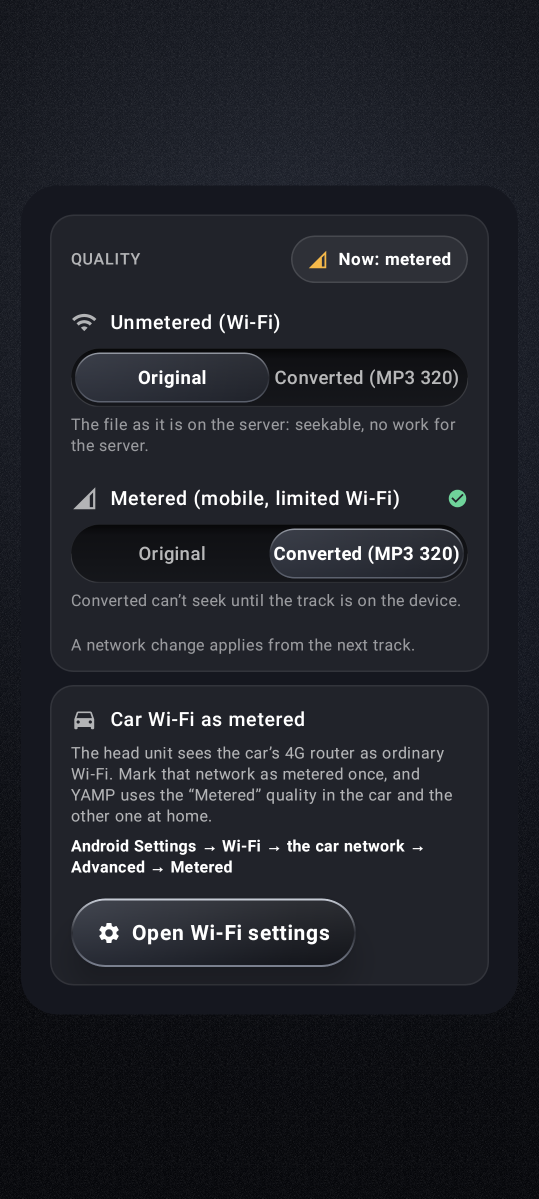 QUALITY
Now: metered
Unmetered (Wi-Fi)
Original
Converted (MP3 320)
The file as it is on the server: seekable, no work for
the server.
Metered (mobile, limited Wi-Fi)
Original
Converted (MP3 320)
Converted can’t seek until the track is on the device.
A network change applies from the next track.
Car Wi-Fi as metered
The head unit sees the car’s 4G router as ordinary
Wi-Fi. Mark that network as metered once, and
YAMP uses the “Metered” quality in the car and the
other one at home.
Android Settings → Wi-Fi → the car network →
Advanced → Metered
Open Wi-Fi settings